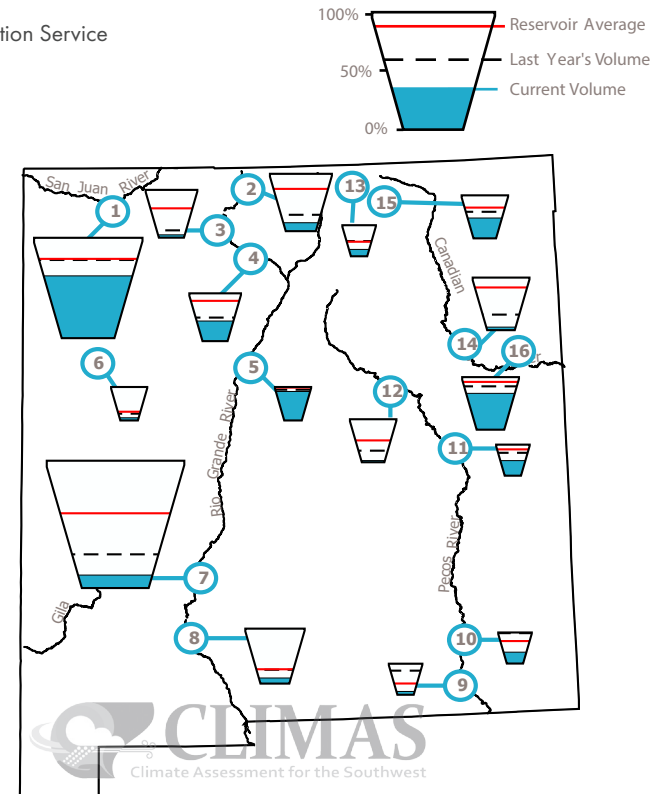 tion Service
100%
50%
0%
Reservoir Average
Last Year's Volume
Current Volume
San Juan River
1
2
3
4
13
15
Canadian
14
16
er
6
5
12
11
Rio Grande River
Pecos River
7
Gila
8
10
9
CLIMAS
Climate Assessment for the Southwest